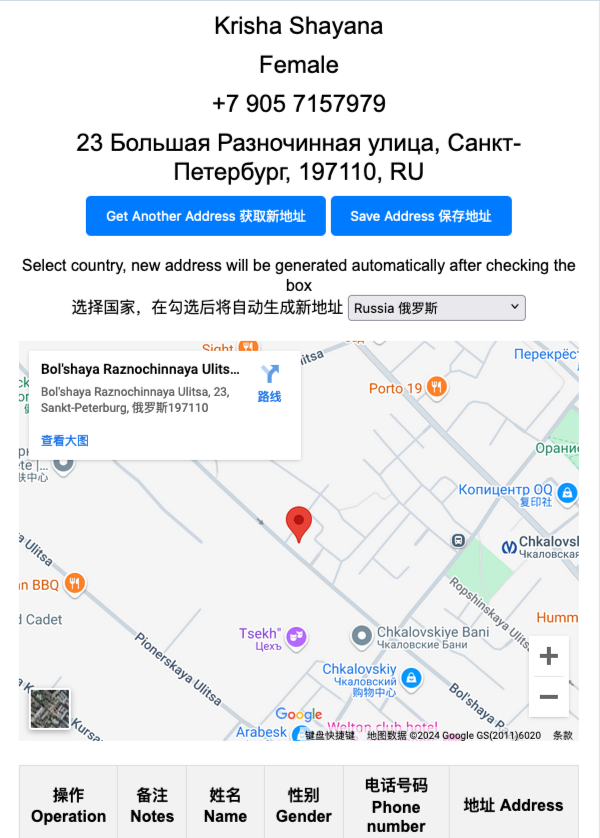 Krisha Shayana
Female
+7 905 7157979
23 Большая Разночинная улица, Санкт-
Петербург, 197110, RU
Get Another Address 获取新地址
Save Address 保存地址
Select country, new address will be generated automatically after checking the
box
选择国家，在勾选后将自动生成新地址
Russia 俄罗斯
Sight
Bol'shaya Raznochinnaya Ulits...
Bol'shaya Raznochinnaya Ulitsa, 23,
Sankt-Peterburg, 俄罗斯197110
路线
查看大图
itsa
Перекрёст
Porto 19
Орани
Копицентр OQ
复印社
Chkalovsk
Чкаловская
a Ulitsa
n BBQ
d Cadet
Ropshinskaya Ulitsa
Humm
Tsekh"
Цехъ
Chkalovskiye Bani
Чкаловские Бани
Pionerskaya Ulitsa
Chkalovskiy
Чкаловский
购物中心
Bol'shaya R
Kursa
Google
Arabesk
Welton club hotel
键盘快捷键
地图数据 ©2024 Google GS(2011)6020
条款
操作
Operation
备注
Notes
姓名
Name
性别
Gender
电话号码
Phone
number
地址 Address